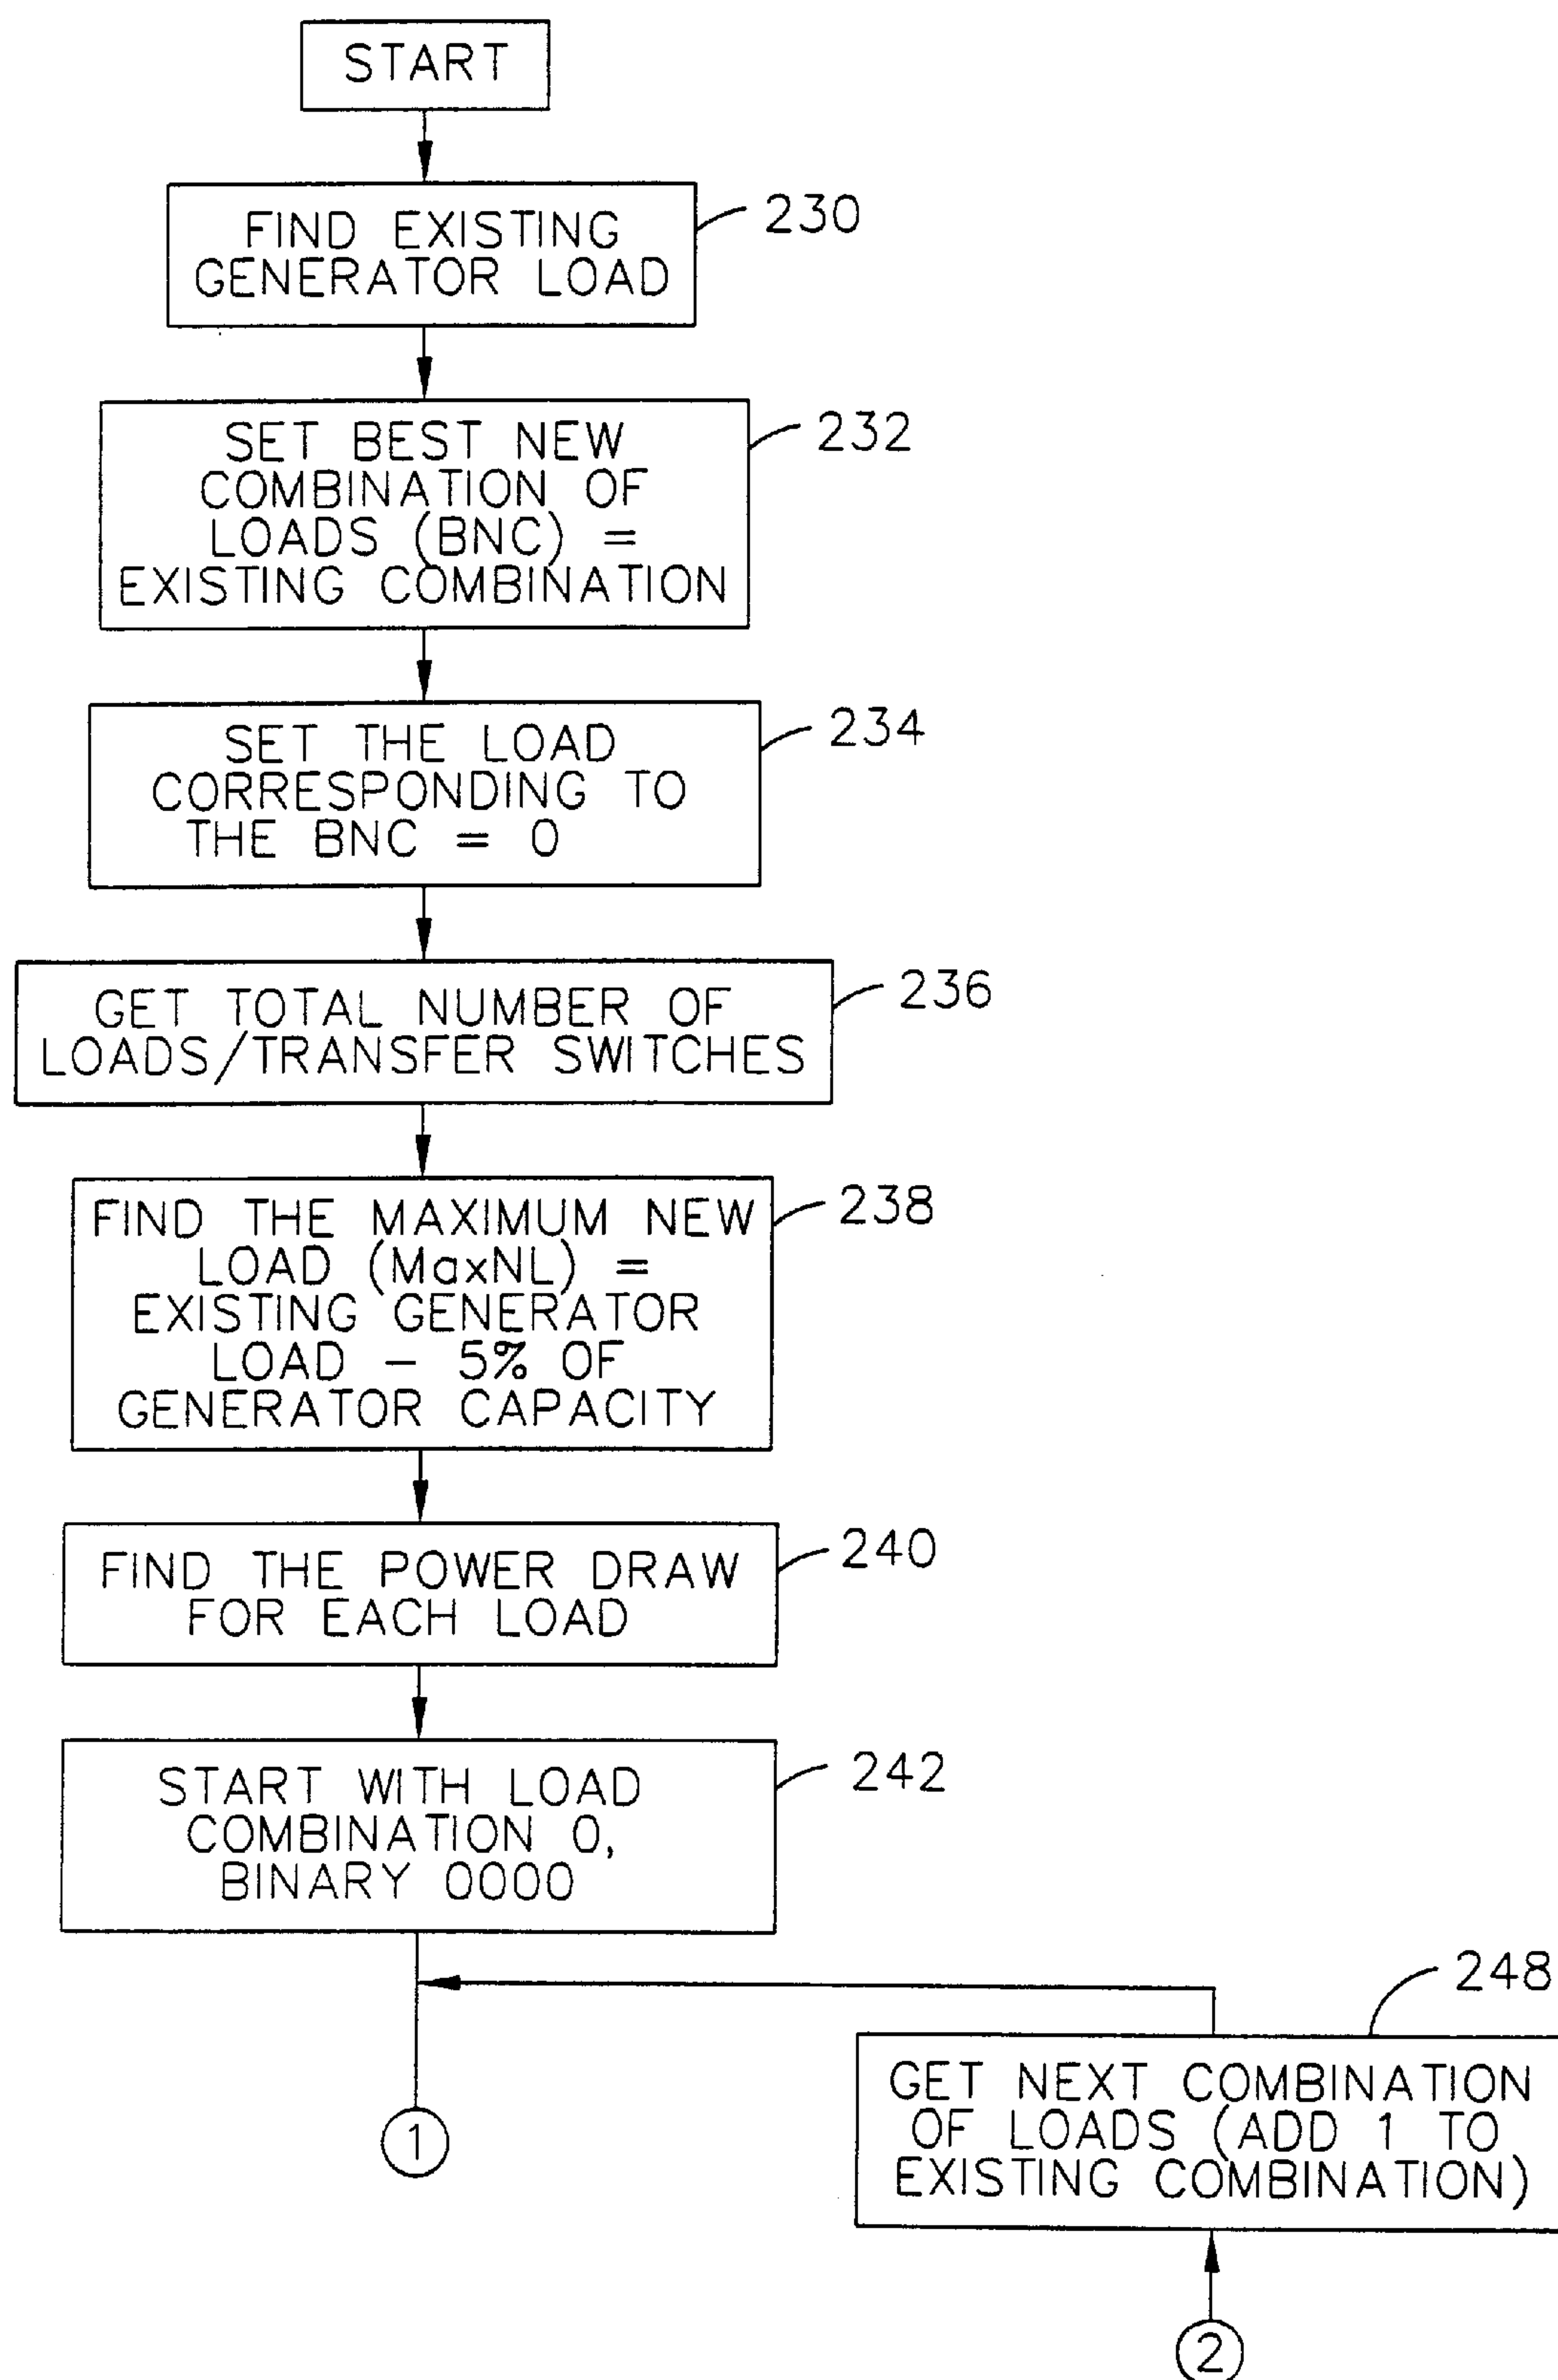 START
FIND EXISTING
GENERATOR LOAD
230
SET BEST NEW
COMBINATION OF
LOADS (BNC) =
EXISTING COMBINATION
232
SET THE LOAD
CORRESPONDING TO
THE BNC = 0
234
GET TOTAL NUMBER OF
LOADS/TRANSFER SWITCHES
236
FIND THE MAXIMUM NEW
LOAD (MaxNL) =
EXISTING GENERATOR
LOAD - 5% OF
GENERATOR CAPACITY
238
FIND THE POWER DRAW
FOR EACH LOAD
240
START WITH LOAD
COMBINATION 0,
BINARY 0000
242
248
GET NEXT COMBINATION
OF LOADS (ADD 1 TO
EXISTING COMBINATION)
1
2